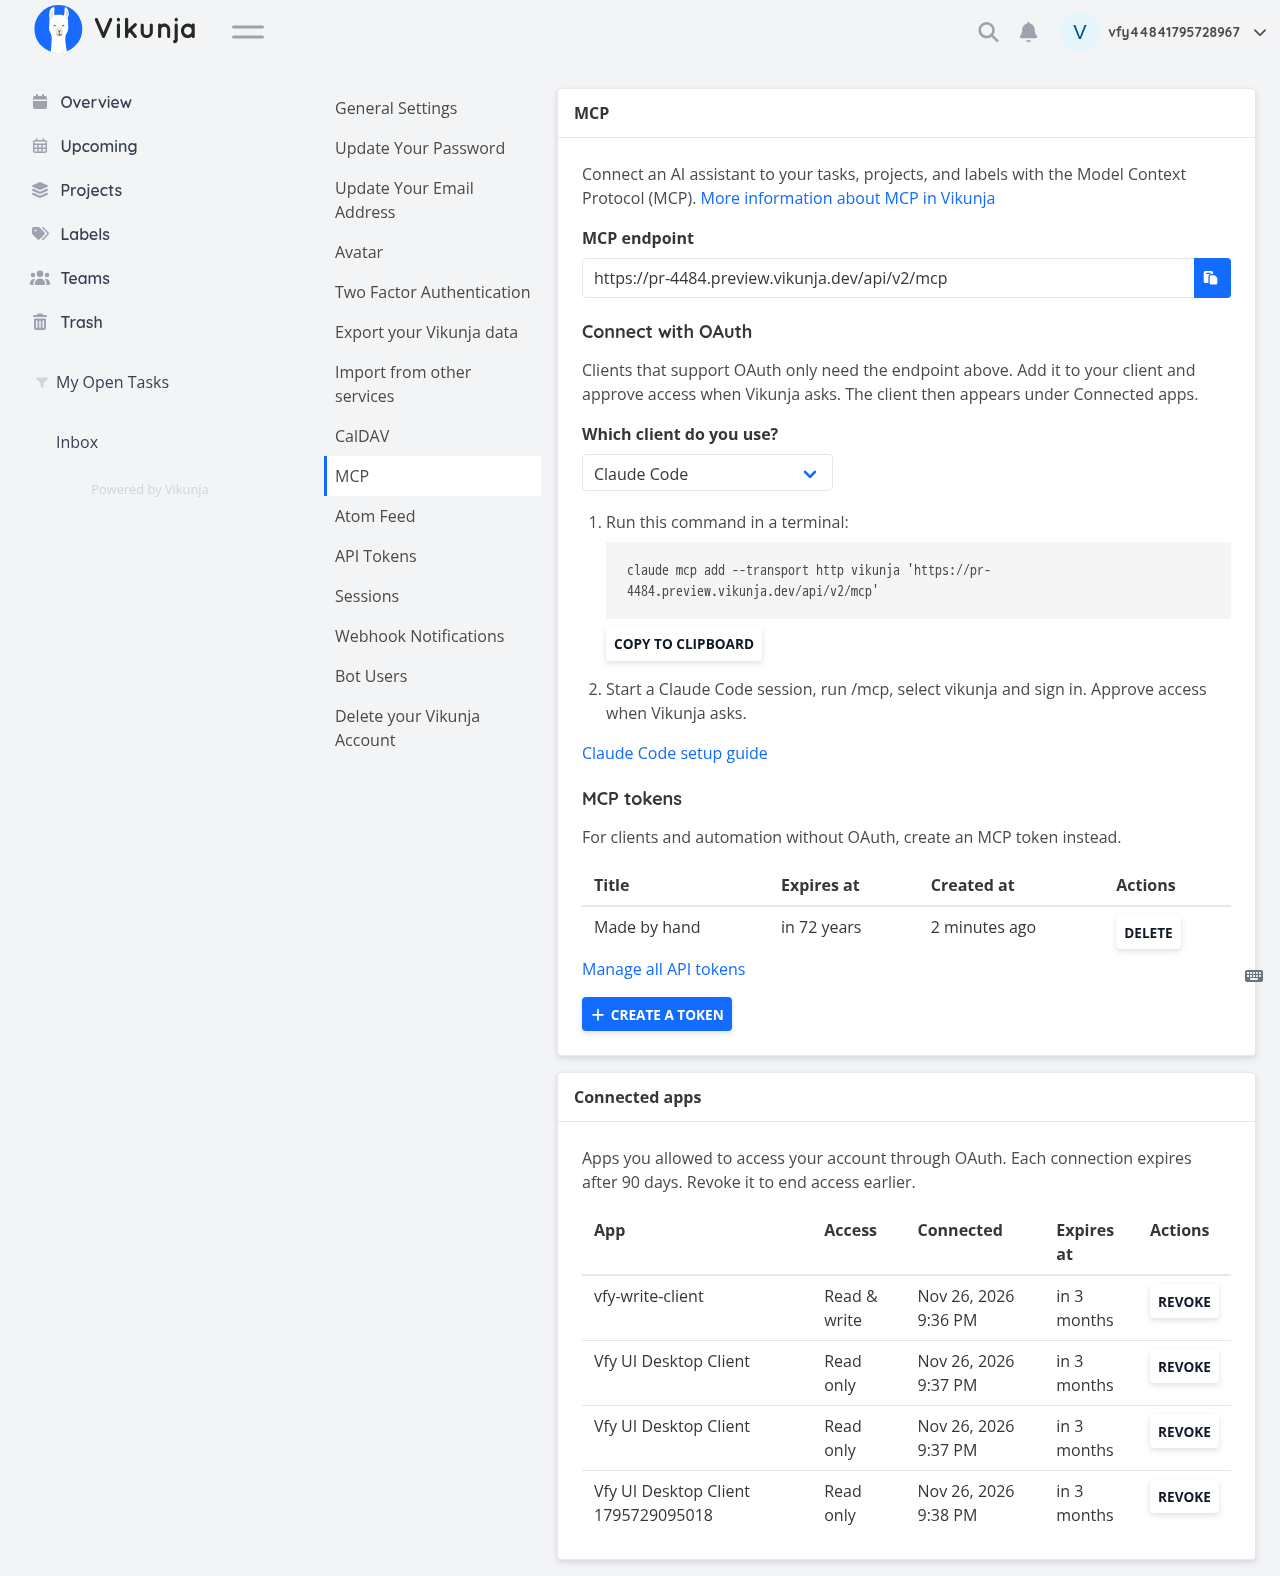 Vikunja
V
vfy44841795728967
Overview
Upcoming
Projects
Labels
Teams
Trash
My Open Tasks
Inbox
Powered by Vikunja
General Settings
Update Your Password
Update Your Email
Address
Avatar
Two Factor Authentication
Export your Vikunja data
Import from other
services
CalDAV
MCP
Atom Feed
API Tokens
Sessions
Webhook Notifications
Bot Users
Delete your Vikunja
Account
MCP
Connect an AI assistant to your tasks, projects, and labels with the Model Context
Protocol (MCP). More information about MCP in Vikunja
MCP endpoint
https://pr-4484.preview.vikunja.dev/api/v2/mcp
Connect with OAuth
Clients that support OAuth only need the endpoint above. Add it to your client and
approve access when Vikunja asks. The client then appears under Connected apps.
Which client do you use?
Claude Code
1. Run this command in a terminal:
claude mcp add --transport http vikunja 'https://pr-
4484.preview.vikunja.dev/api/v2/mcp'
COPY TO CLIPBOARD
2. Start a Claude Code session, run /mcp, select vikunja and sign in. Approve access
when Vikunja asks.
Claude Code setup guide
MCP tokens
For clients and automation without OAuth, create an MCP token instead.
Title Expires at Created at Actions
Made by hand in 72 years 2 minutes ago DELETE
Manage all API tokens
CREATE A TOKEN
Connected apps
Apps you allowed to access your account through OAuth. Each connection expires
after 90 days. Revoke it to end access earlier.
App Access Connected Expires Actions
at
vfy-write-client Read & Nov 26, 2026 in 3 REVOKE
write 9:36 PM months
Vfy UI Desktop Client Read Nov 26, 2026 in 3 REVOKE
only 9:37 PM months
Vfy UI Desktop Client Read Nov 26, 2026 in 3 REVOKE
only 9:37 PM months
Vfy UI Desktop Client Read Nov 26, 2026 in 3 REVOKE
1795729095018 only 9:38 PM months